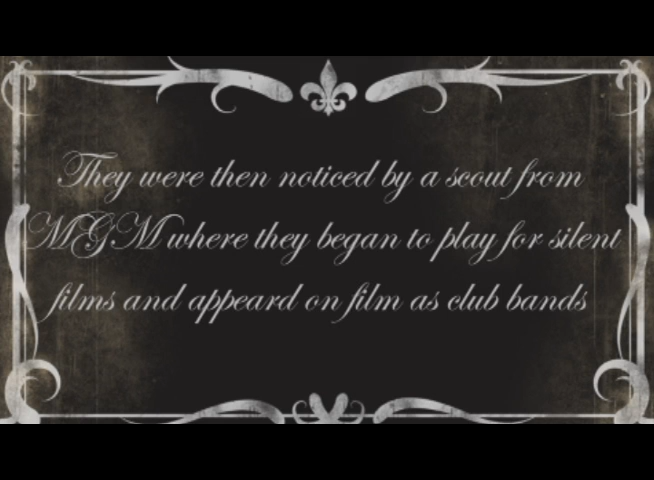 They were then noticed by a scout from
MGM where they began to play for silent
films and appeard on film as club bands